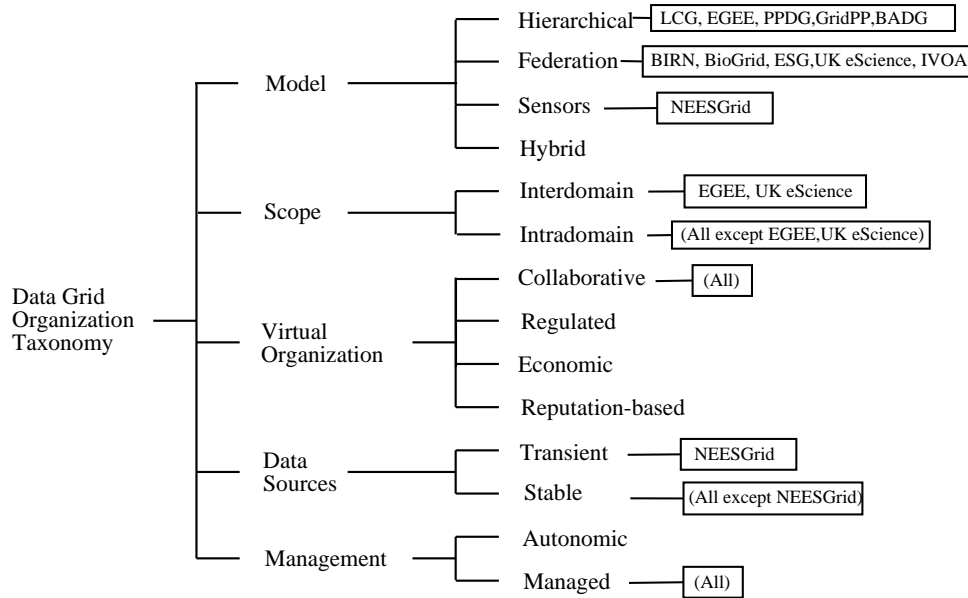 Hierarchical
LCG, EGEE, PPDG,GridPP,BADG
Federation
BIRN, BioGrid, ESG,UK eScience, IVOA
Model
Sensors
NEESGrid
Hybrid
Interdomain
EGEE, UK eScience
Scope
Intradomain
(All except EGEE,UK eScience)
Collaborative
(All)
Data Grid
Organization
Taxonomy
Virtual
Organization
Regulated
Economic
Reputation-based
Data
Sources
Transient
NEESGrid
Stable
(All except NEESGrid)
Management
Autonomic
Managed
(All)